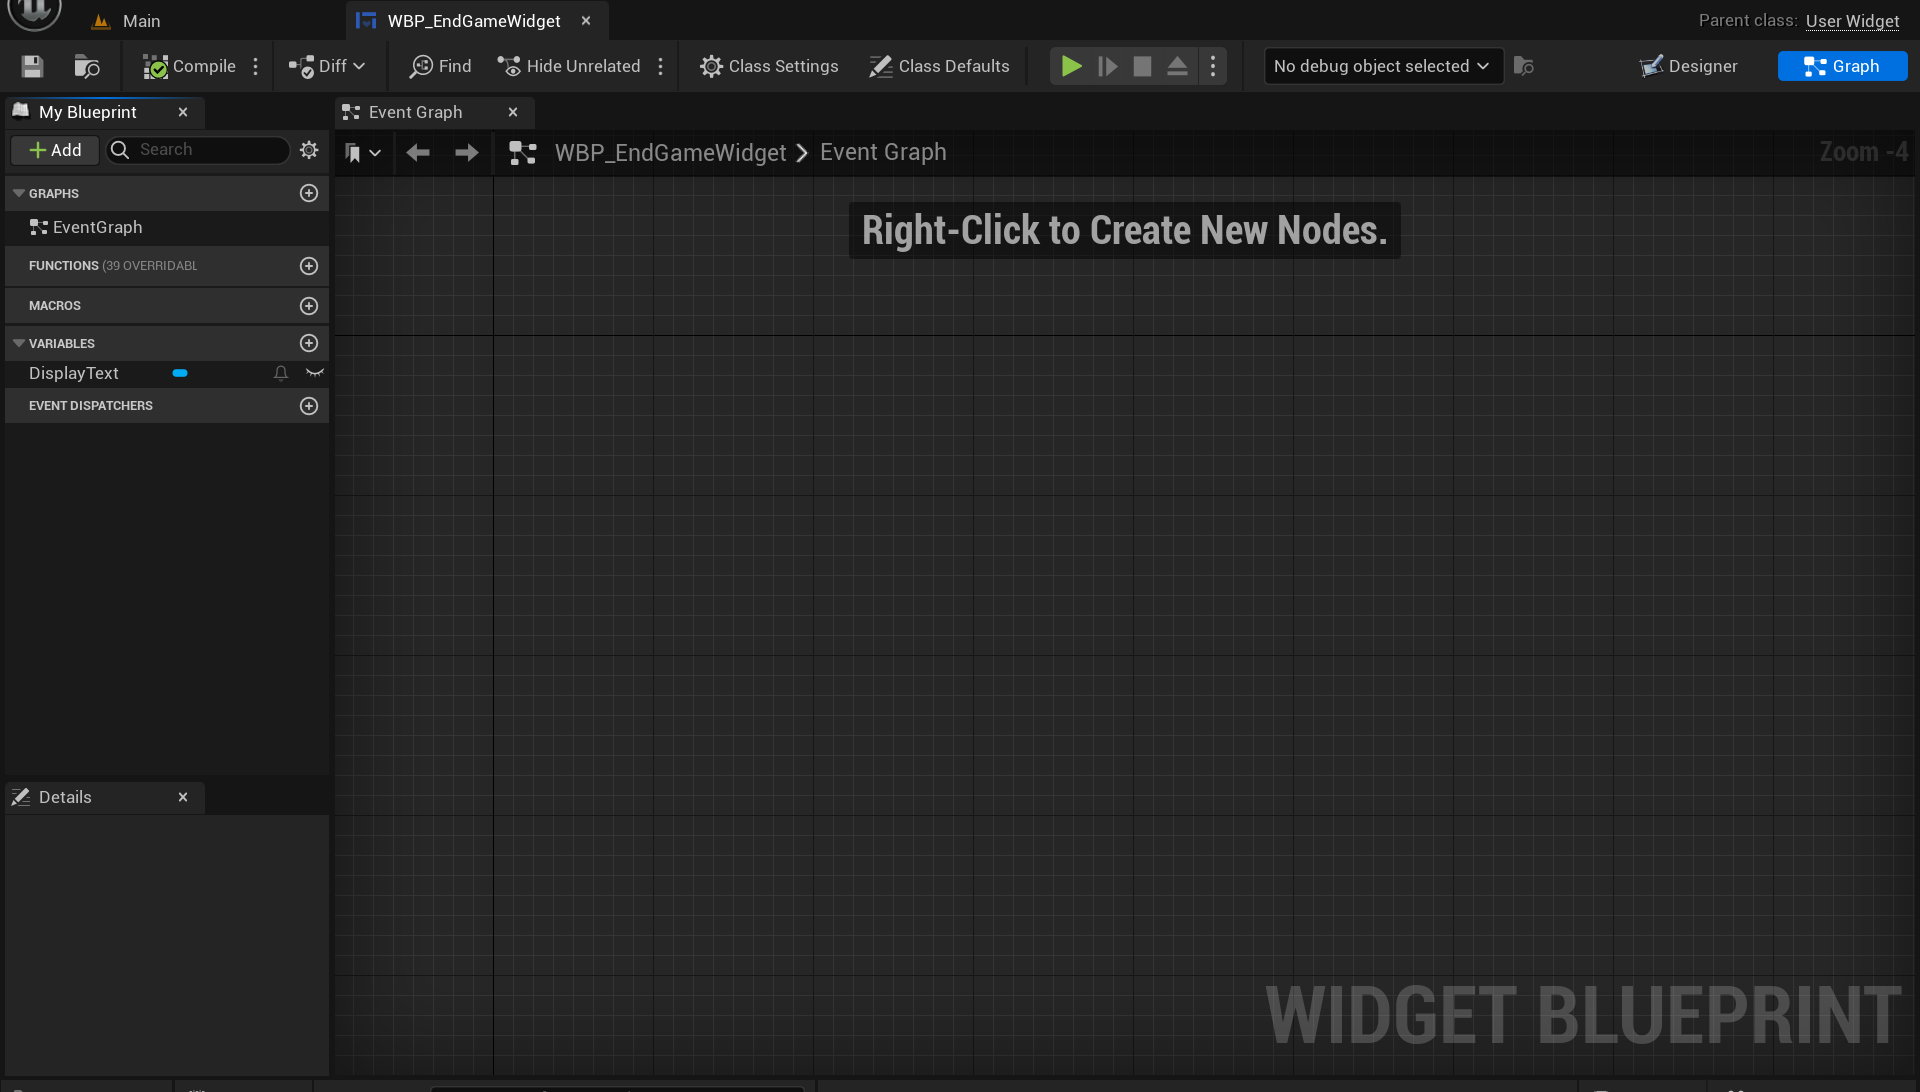 Main
WBP_EndGameWidget
Parent class: User Widget
Compile
Diff
Find
Hide Unrelated
Class Settings
Class Defaults
No debug object selected
Designer
Graph
My Blueprint
Event Graph
Add
Search
WBP_EndGameWidget > Event Graph
Zoom -4
GRAPHS
EventGraph
FUNCTIONS (39 OVERRIDABL
MACROS
VARIABLES
DisplayText
EVENT DISPATCHERS
Right-Click to Create New Nodes.
Details
WIDGET BLUEPRINT